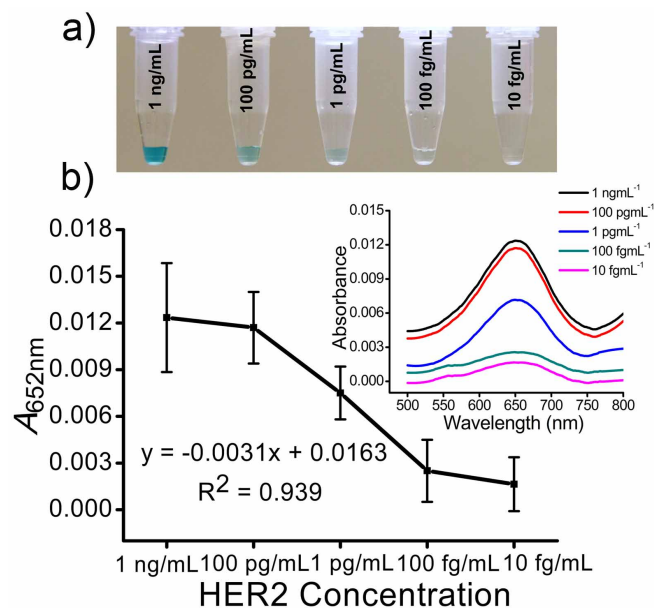 a)
1 ng/mL
100 pg/mL
1 pg/mL
100 fg/mL
10 fg/mL
b)
0.018
0.015
0.012
0.009
0.006
0.003
0.000
A652nm
y = -0.0031x + 0.0163
R2 = 0.939
1 ng/mL 100 pg/mL 1 pg/mL 100 fg/mL 10 fg/mL
HER2 Concentration
0.015
0.012
0.009
0.006
0.003
0.000
Absorbance
500 550 600 650 700 750 800
Wavelength (nm)
1 ngmL-1
100 pgmL-1
1 pgmL-1
100 fgmL-1
10 fgmL-1